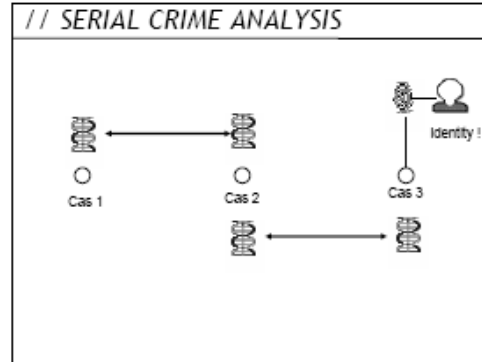 // SERIAL CRIME ANALYSIS
Identity !
Cas 1
Cas 2
Cas 3